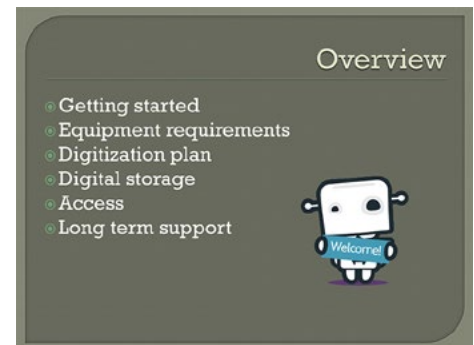 Overview
Getting started
Equipment requirements
Digitization plan
Digital storage
Access
Long term support
Welcome!